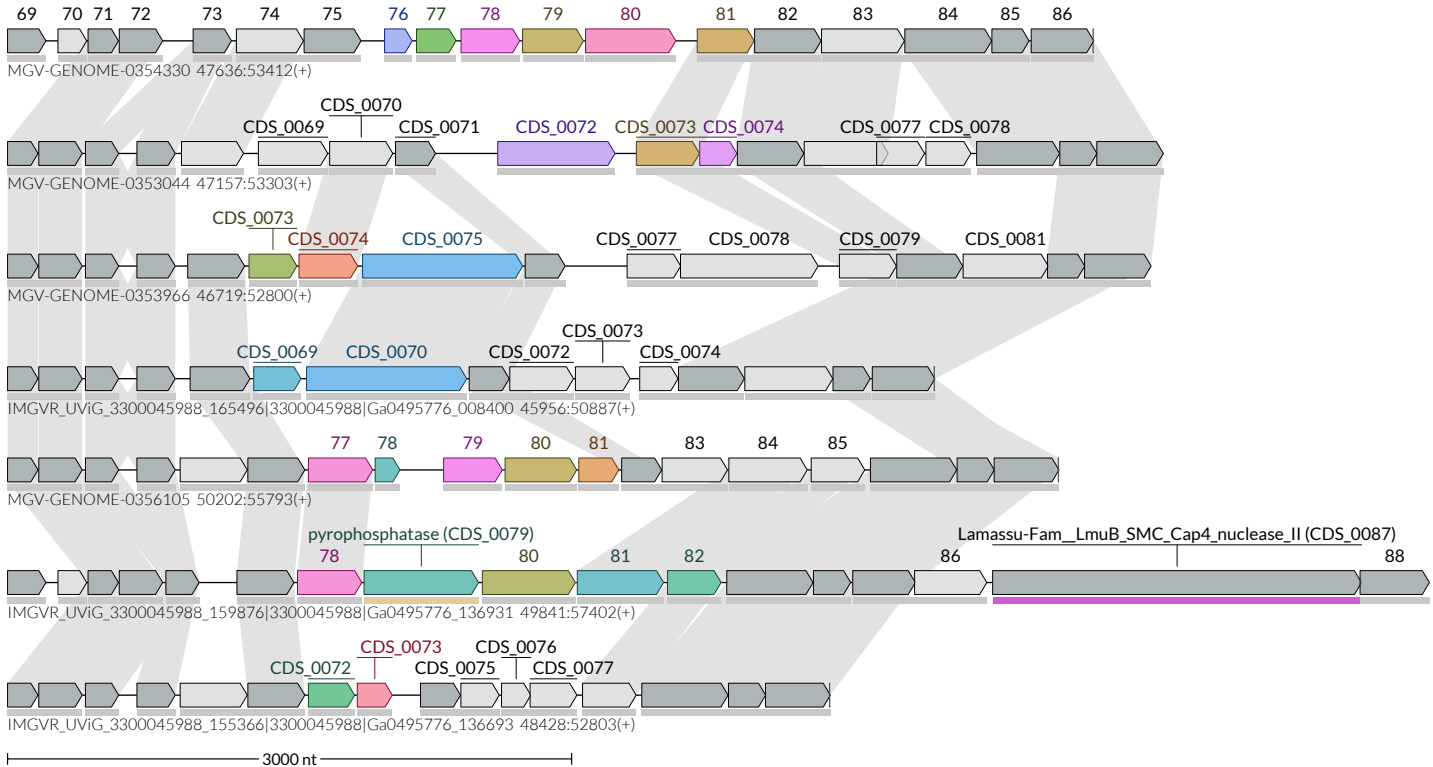 69 70 71 72 73 74 75 76 77 78 79 80 81 82 83 84 85 86
MGV-GENOME-0354330 47636:53412(+)
CDS_0070
CDS_0069 CDS_0071 CDS_0072 CDS_0073 CDS_0074 CDS_0077 CDS_0078
MGV-GENOME-0353044 47157:53303(+)
CDS_0073
CDS_0074 CDS_0075 CDS_0077 CDS_0078 CDS_0079 CDS_0081
MGV-GENOME-0353966 46719:52800(+)
CDS_0073
CDS_0069 CDS_0070 CDS_0072 CDS_0074
IMGVR_UViG_3300045988_165496|3300045988|Ga0495776_008400 45956:50887(+)
77 78 79 80 81 83 84 85
MGV-GENOME-0356105 50202:55793(+)
pyrophosphatase (CDS_0079) Lamassu-Fam__LmuB_SMC_Cap4_nuclease_II (CDS_0087)
78 80 81 82 86 88
IMGVR_UViG_3300045988_159876|3300045988|Ga0495776_136931 49841:57402(+)
CDS_0073 CDS_0076
CDS_0072 CDS_0075 CDS_0077
IMGVR_UViG_3300045988_155366|3300045988|Ga0495776_136693 48428:52803(+)
3000 nt